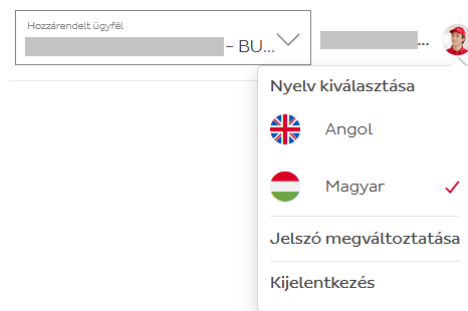 Hozzárendelt ügyfél
- BU...
...
Nyelv kiválasztása
Angol
Magyar
Jelszó megváltoztatása
Kijelentkezés